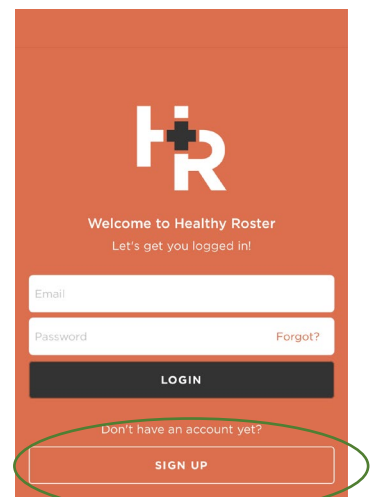 HR
Welcome to Healthy Roster
Let's get you logged in!
Email
Password Forgot?
LOGIN
Don't have an account yet?
SIGN UP